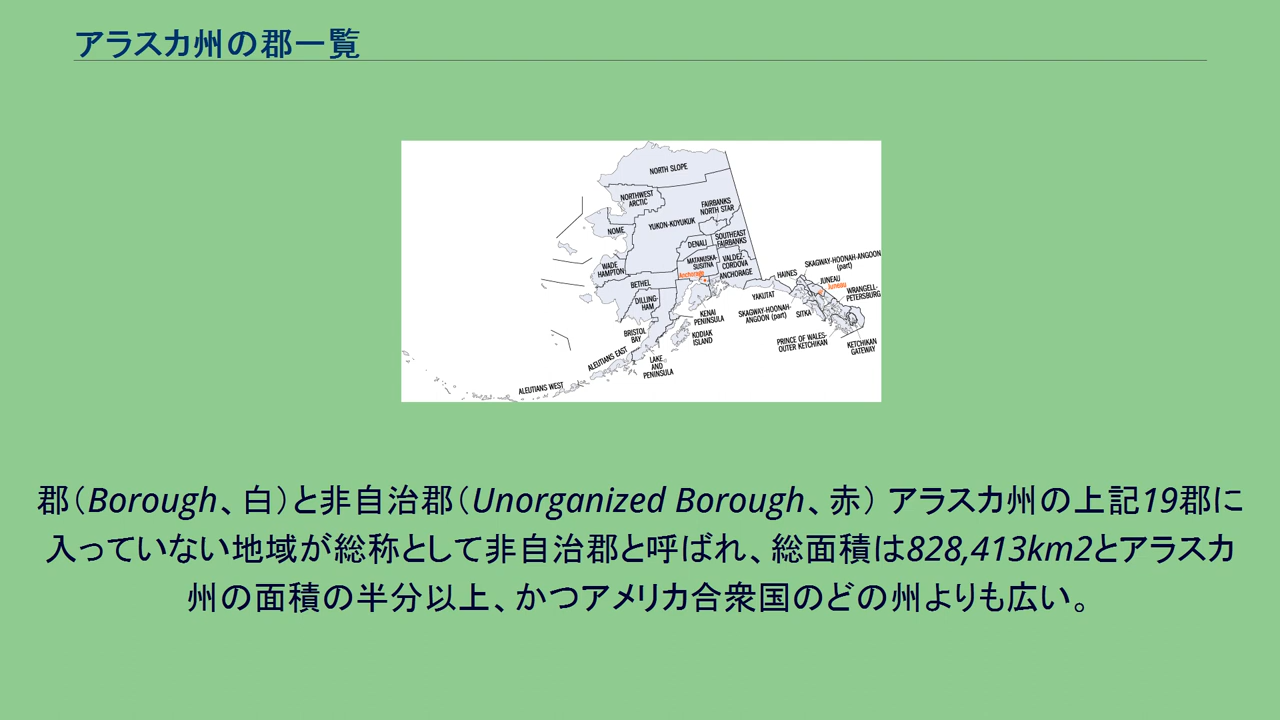 アラスカ州の郡一覧
NORTH SLOPE
NORTHWEST
ARCTIC
FAIRBANKS
NORTH STAR
NOME
YUKON-KOYUKUK
SOUTHEAST
FAIRBANKS
DENALI
WADE
HAMPTON
MATANUSKA-
SUSITNA
VALDEZ-
CORDOVA
Anchorage
ANCHORAGE
BETHEL
DILLING-
HAM
HAINES
SKAGWAY-HOONAH-ANGOON
(part)
JUNEAU
Juneau
WRANGELL-
PETERSBURG
YAKUTAT
SKAGWAY-HOONAH-
ANGOON (part)
SITKA
KENAI
PENINSULA
BRISTOL
BAY
KODIAK
ISLAND
PRINCE OF WALES-
OUTER KETCHIKAN
KETCHIKAN
GATEWAY
ALEUTIANS EAST
LAKE
AND
PENINSULA
ALEUTIANS WEST
郡（Borough、白）と非自治郡（Unorganized Borough、赤） アラスカ州の上記19郡に
入っていない地域が総称として非自治郡と呼ばれ、総面積は828,413km2とアラスカ
州の面積の半分以上、かつアメリカ合衆国のどの州よりも広い。